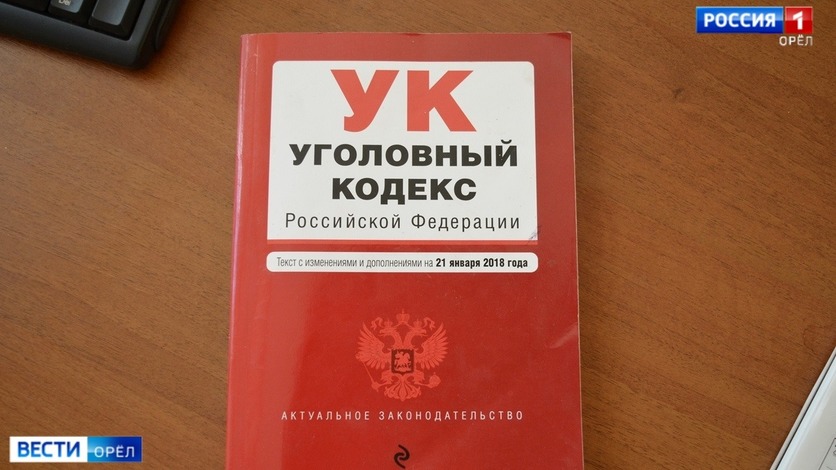 РОССИЯ 1
ОРЁЛ
УК
УГОЛОВНЫЙ
КОДЕКС
Российской Федерации
Текст с изменениями и дополнениями на 21 января 2018 года
АКТУАЛЬНОЕ ЗАКОНОДАТЕЛЬСТВО
ВЕСТИ ОРЁЛ